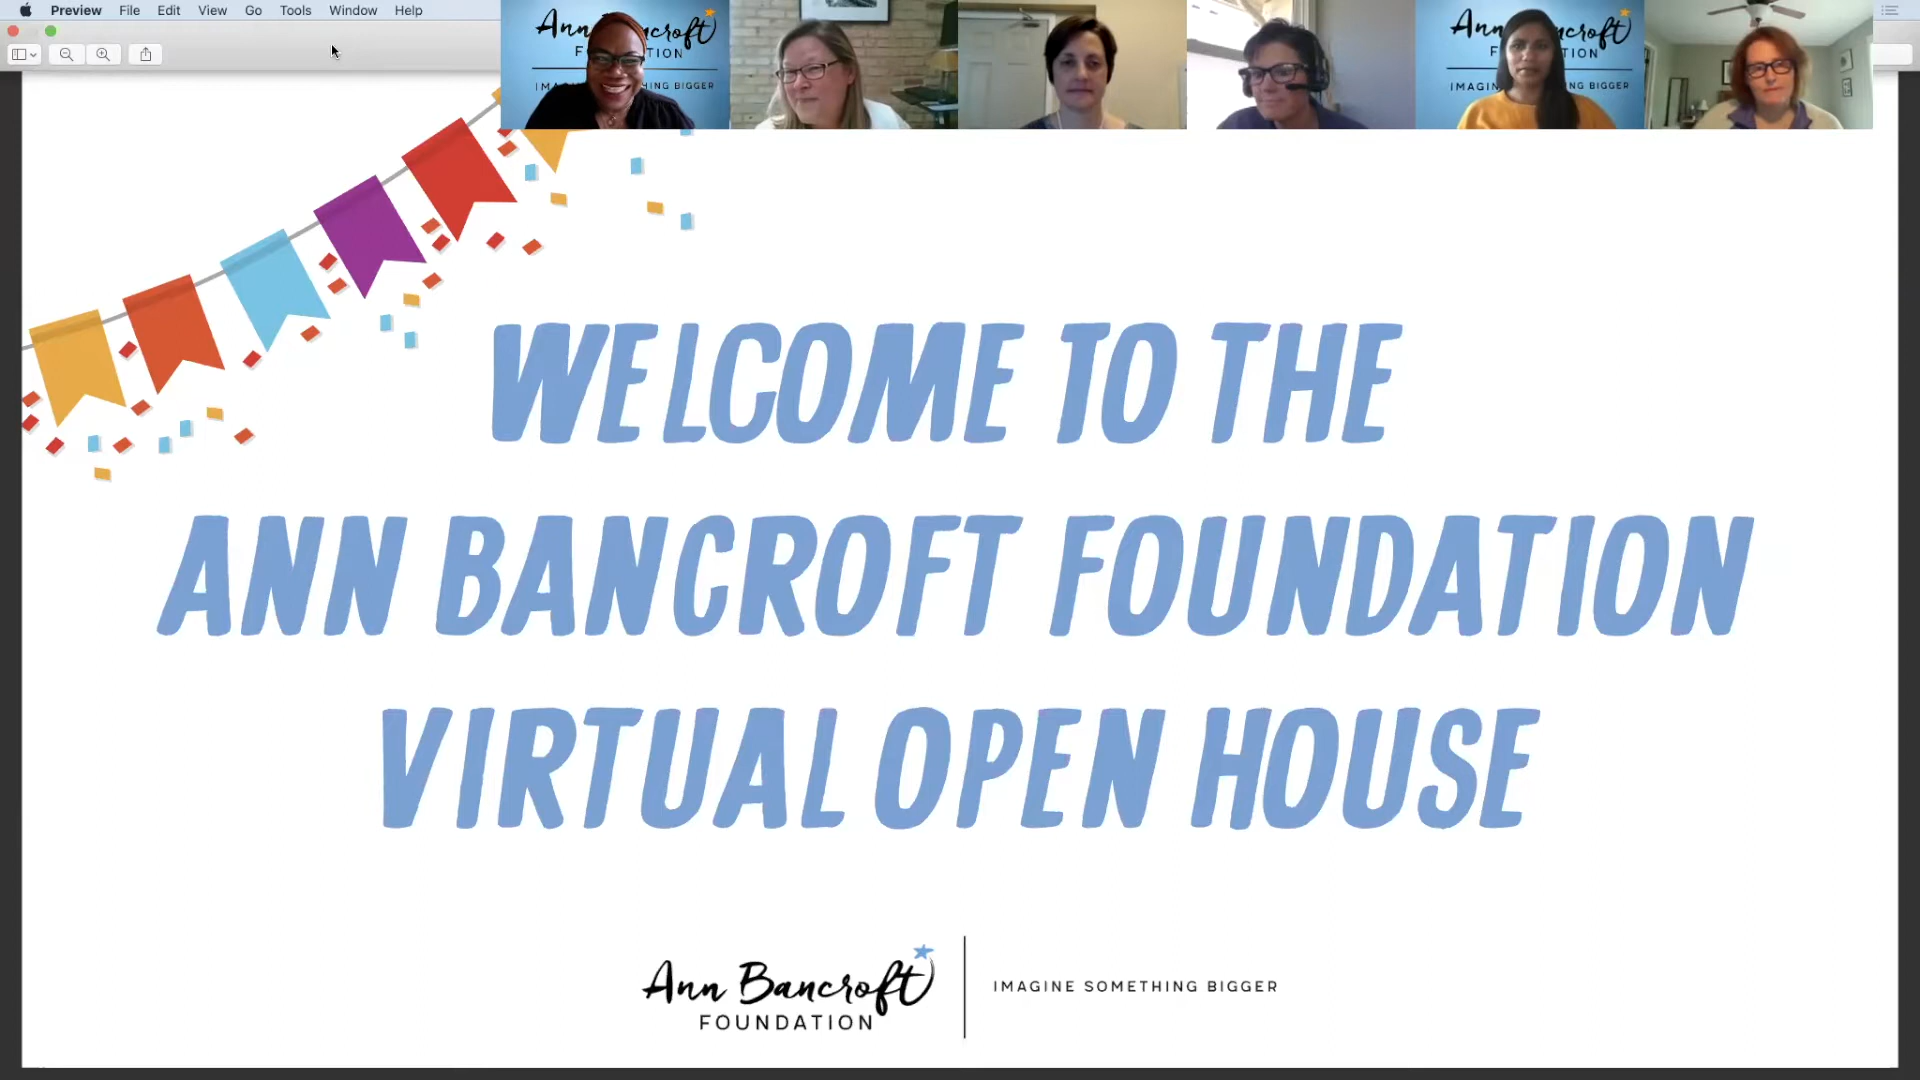 Preview File Edit View Go Tools Window Help
WELCOME TO THE
ANN BANCROFT FOUNDATION
VIRTUAL OPEN HOUSE
Ann Bancroft
FOUNDATION
IMAGINE SOMETHING BIGGER